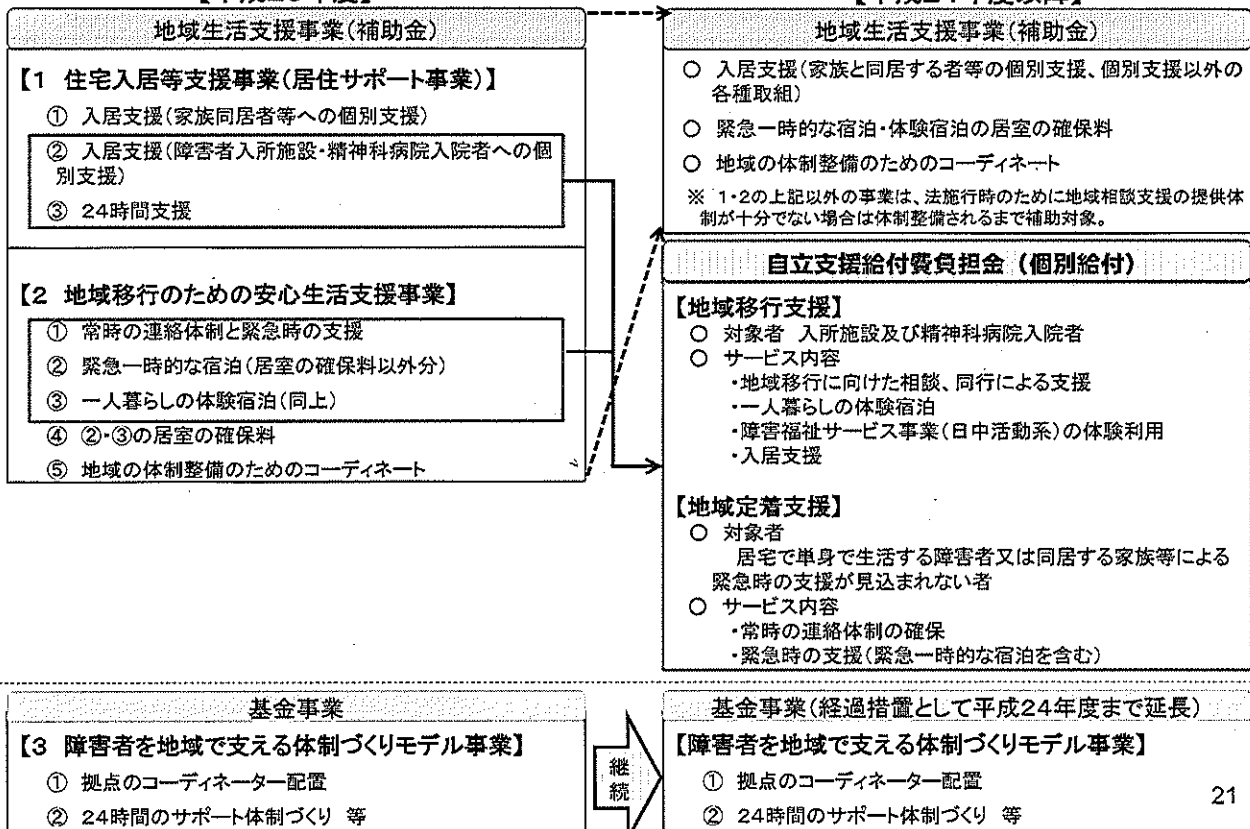 地域生活支援事業(補助金)
【1 住宅入居等支援事業(居住サポート事業)】
① 入居支援(家族同居者等への個別支援)
② 入居支援(障害者入所施設・精神科病院入院者への個
別支援)
③ 24時間支援
【2 地域移行のための安心生活支援事業】
① 常時の連絡体制と緊急時の支援
② 緊急一時的な宿泊(居室の確保料以外分)
③ 一人暮らしの体験宿泊(同上)
④ ②・③の居室の確保料
⑤ 地域の体制整備のためのコーディネート
地域生活支援事業(補助金)
○ 入居支援(家族と同居する者等の個別支援、個別支援以外の
各種取組)
○ 緊急一時的な宿泊・体験宿泊の居室の確保料
○ 地域の体制整備のためのコーディネート
※ 1・2の上記以外の事業は、法施行時のために地域相談支援の提供体
制が十分でない場合は体制整備されるまで補助対象。
自立支援給付費負担金 (個別給付)
【地域移行支援】
○ 対象者 入所施設及び精神科病院入院者
○ サービス内容
・地域移行に向けた相談、同行による支援
・一人暮らしの体験宿泊
・障害福祉サービス事業(日中活動系)の体験利用
・入居支援
【地域定着支援】
○ 対象者
居宅で単身で生活する障害者又は同居する家族等による
緊急時の支援が見込まれない者
○ サービス内容
・常時の連絡体制の確保
・緊急時の支援(緊急一時的な宿泊を含む)
基金事業
【3 障害者を地域で支える体制づくりモデル事業】
① 拠点のコーディネーター配置
② 24時間のサポート体制づくり 等
継
続
基金事業(経過措置として平成24年度まで延長)
【障害者を地域で支える体制づくりモデル事業】
① 拠点のコーディネーター配置
② 24時間のサポート体制づくり 等
21